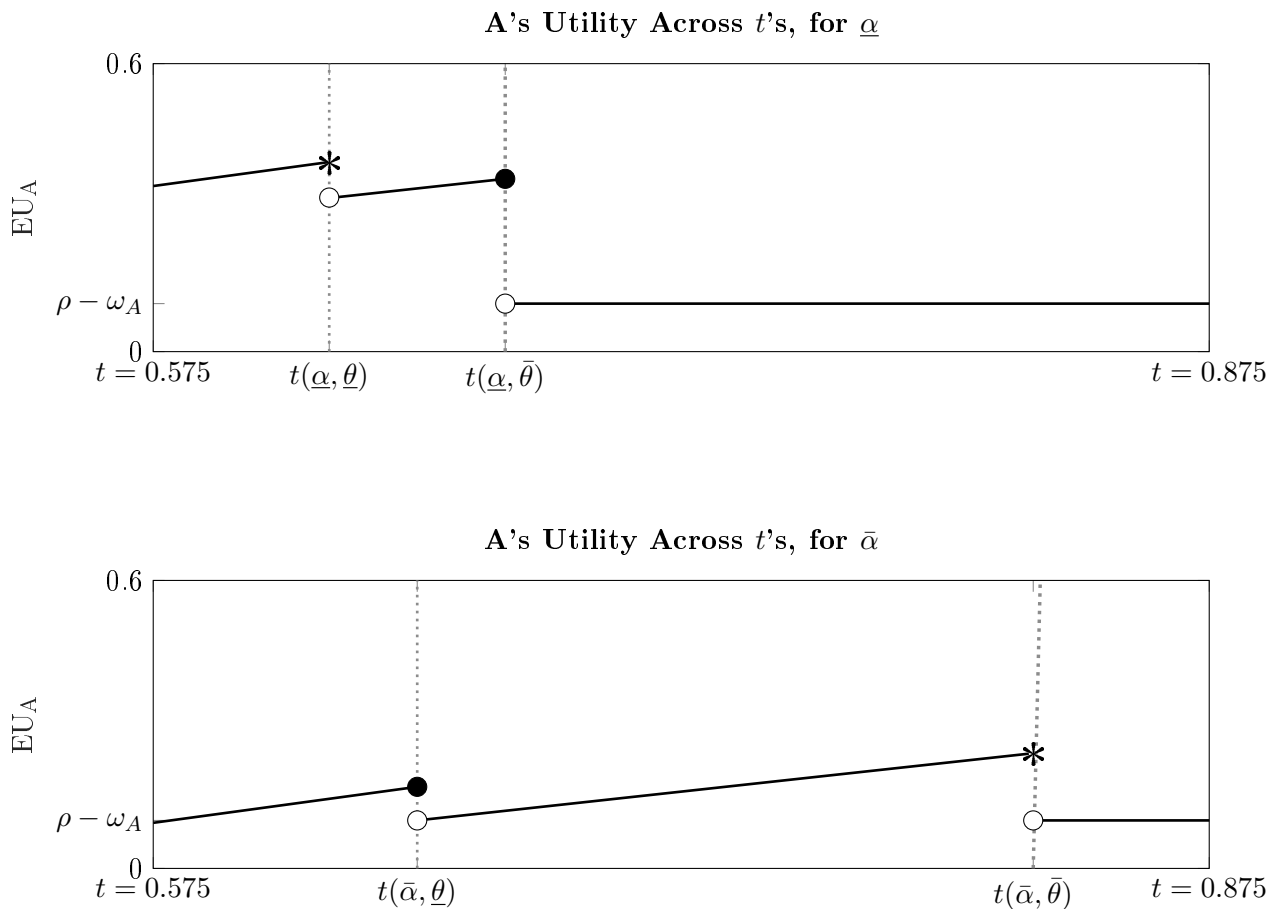 A's Utility Across t's, for α̲
0.6
EU_A
ρ − ω_A
0
t = 0.575
t(α̲, θ̲)
t(α̲, θ̄)
t = 0.875
A's Utility Across t's, for ᾱ
0.6
EU_A
ρ − ω_A
0
t = 0.575
t(ᾱ, θ̲)
t(ᾱ, θ̄)
t = 0.875